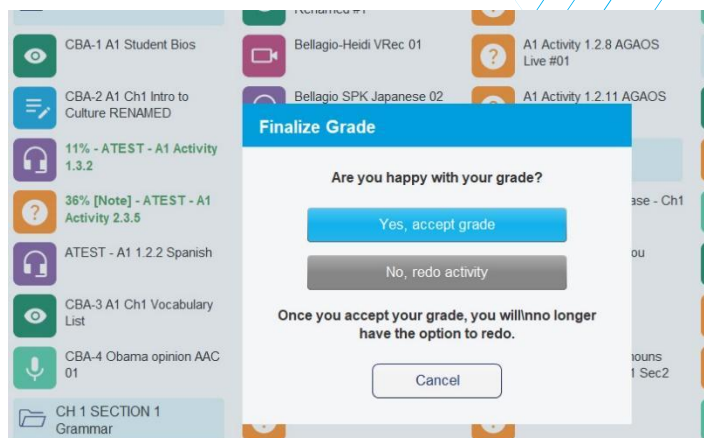 Renamed #1
CBA-1 A1 Student Bios
Bellagio-Heidi VRec 01
A1 Activity 1.2.8 AGAOS
Live #01
CBA-2 A1 Ch1 Intro to
Culture RENAMED
Bellagio SPK Japanese 02
A1 Activity 1.2.11 AGAOS
11% - ATEST - A1 Activity
1.3.2
36% [Note] - ATEST - A1
Activity 2.3.5
ATEST - A1 1.2.2 Spanish
CBA-3 A1 Ch1 Vocabulary
List
CBA-4 Obama opinion AAC
01
CH 1 SECTION 1
Grammar
Finalize Grade
Are you happy with your grade?
Yes, accept grade
No, redo activity
Once you accept your grade, you will\nno longer
have the option to redo.
Cancel
- Ch1
1 Sec2